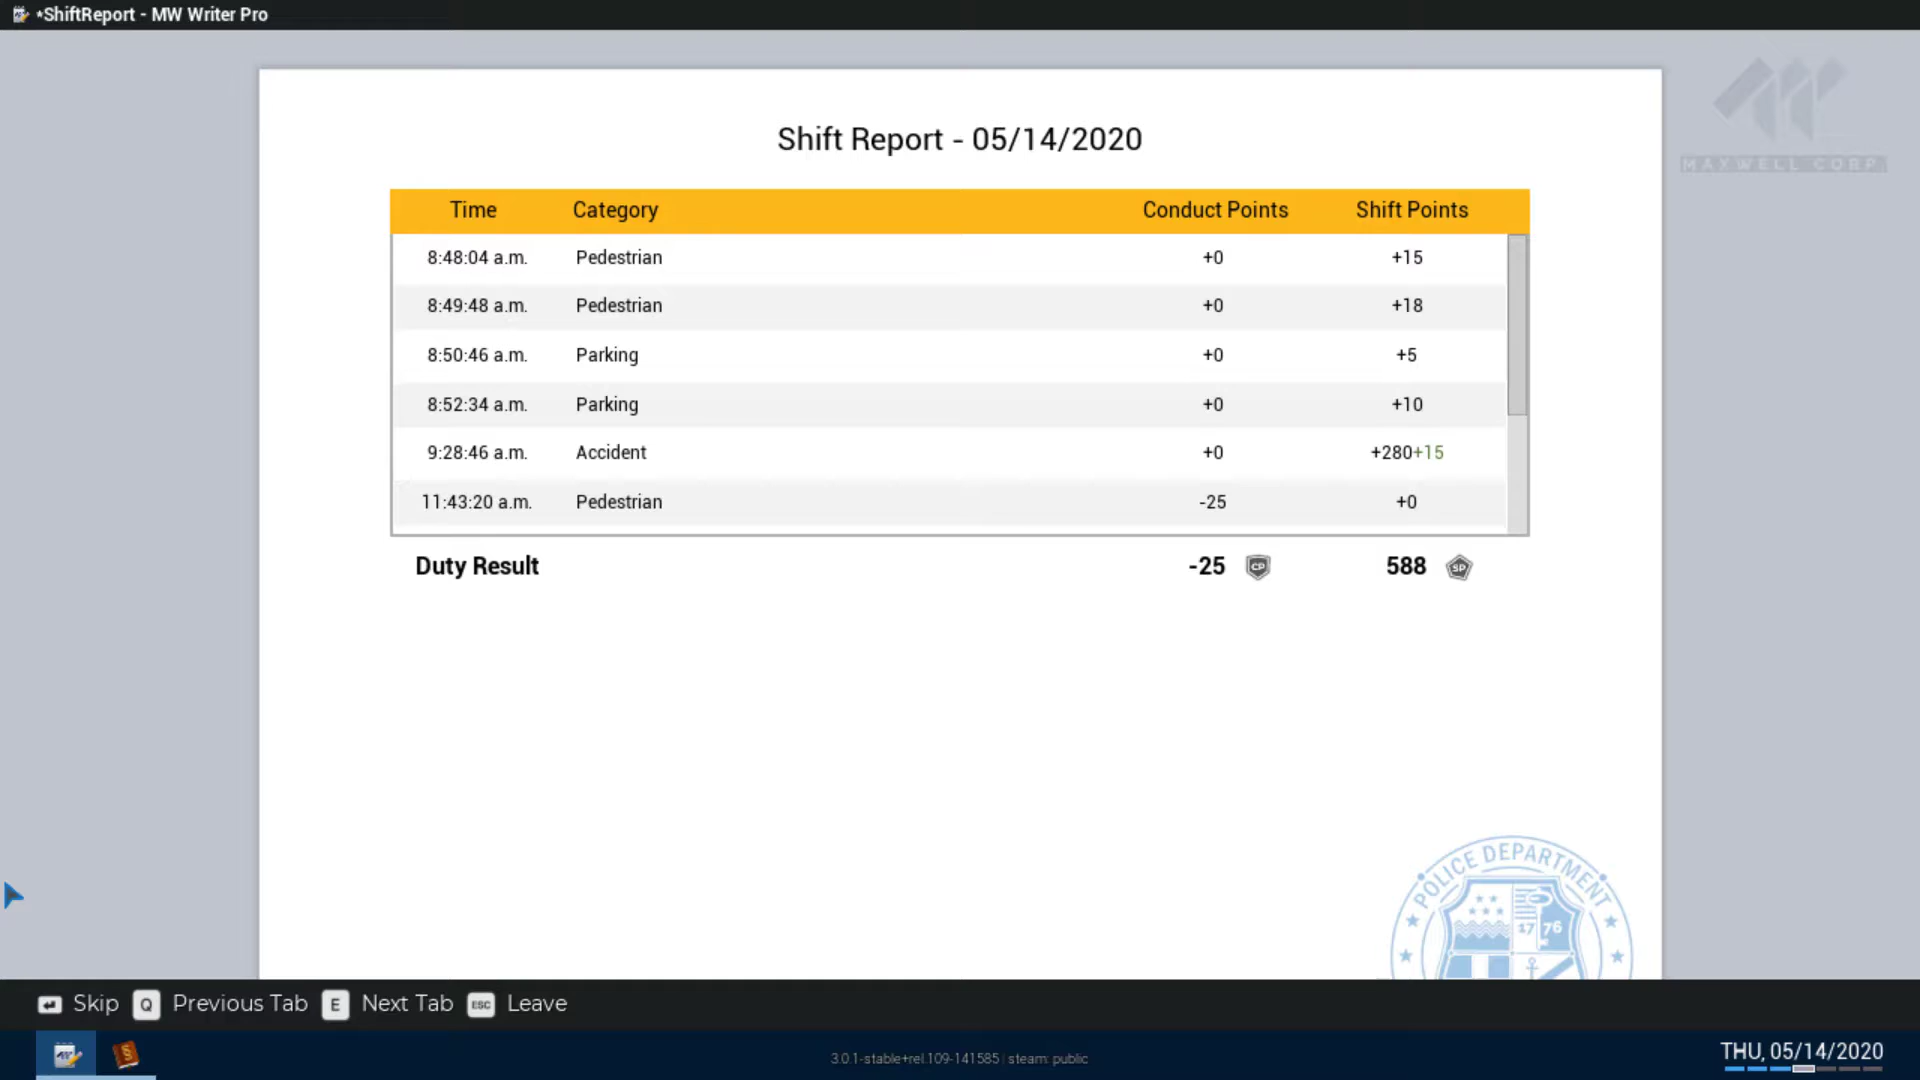 *ShiftReport - MW Writer Pro
MAXWELL CORP.
Shift Report - 05/14/2020
Time Category Conduct Points Shift Points
8:48:04 a.m. Pedestrian +0 +15
8:49:48 a.m. Pedestrian +0 +18
8:50:46 a.m. Parking +0 +5
8:52:34 a.m. Parking +0 +10
9:28:46 a.m. Accident +0 +280+15
11:43:20 a.m. Pedestrian -25 +0
Duty Result -25 CP 588 SP
POLICE DEPARTMENT
17 76
Skip Q Previous Tab E Next Tab ESC Leave
3.0.1-stable+rel.109-141585 | steam: public
THU, 05/14/2020